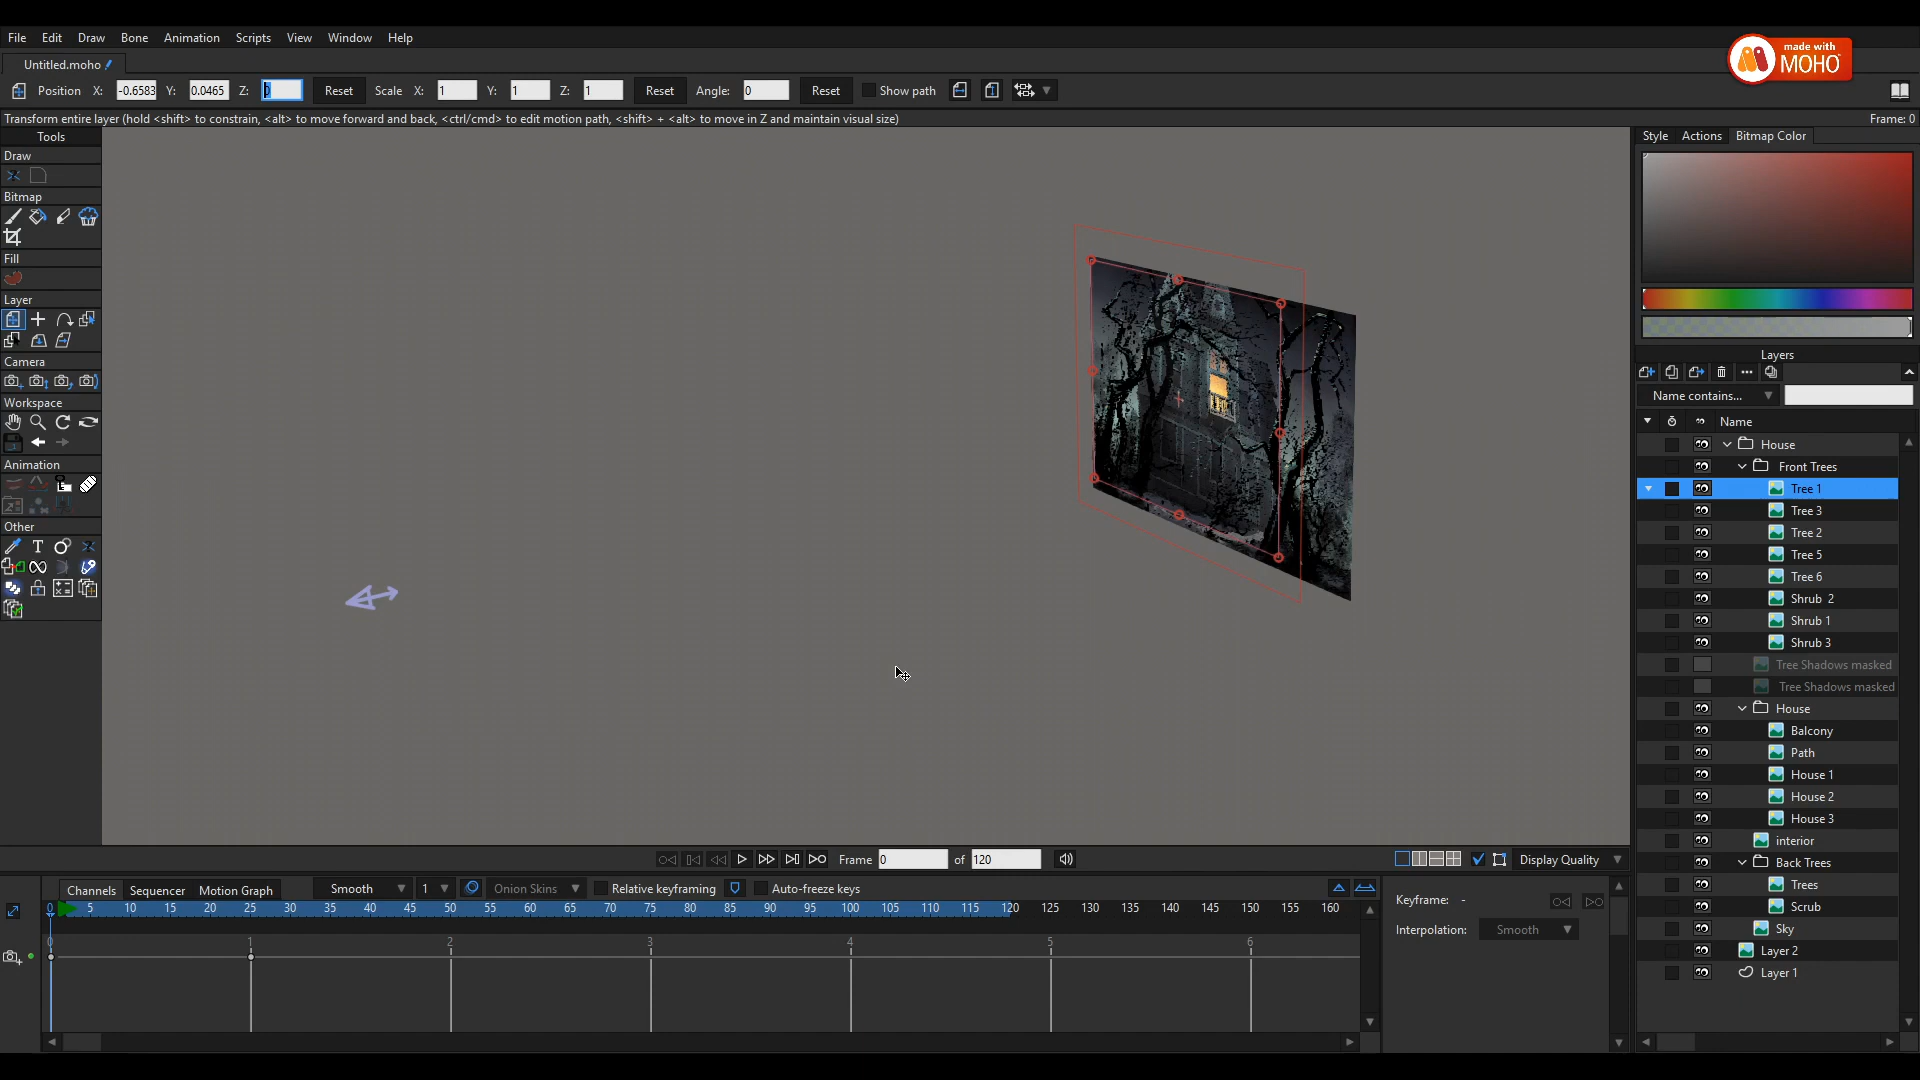 File Edit Draw Bone Animation Scripts View Window Help
made with
MOHO
Untitled.moho
Position X: -0.6583 Y: 0.0465 Z: Reset Scale X: 1 Y: 1 Z: 1 Reset Angle: 0 Reset Show path
Transform entire layer (hold <shift> to constrain, <alt> to move forward and back, <ctrl/cmd> to edit motion path, <shift> + <alt> to move in Z and maintain visual size) Frame: 0
Tools
Draw
Bitmap
Fill
Layer
Camera
Workspace
Animation
Other
Style Actions Bitmap Color
Layers
Name contains...
Name
House
Front Trees
Tree 1
Tree 3
Tree 2
Tree 5
Tree 6
Shrub 2
Shrub 1
Shrub 3
Tree Shadows masked
Tree Shadows masked
House
Balcony
Path
House 1
House 2
House 3
interior
Back Trees
Trees
Scrub
Sky
Layer 2
Layer 1
Frame 0 of 120 Display Quality
Channels Sequencer Motion Graph Smooth 1 Onion Skins Relative keyframing Auto-freeze keys
0 5 10 15 20 25 30 35 40 45 50 55 60 65 70 75 80 85 90 95 100 105 110 115 120 125 130 135 140 145 150 155 160
0 1 2 3 4 5 6
Keyframe: -
Interpolation: Smooth